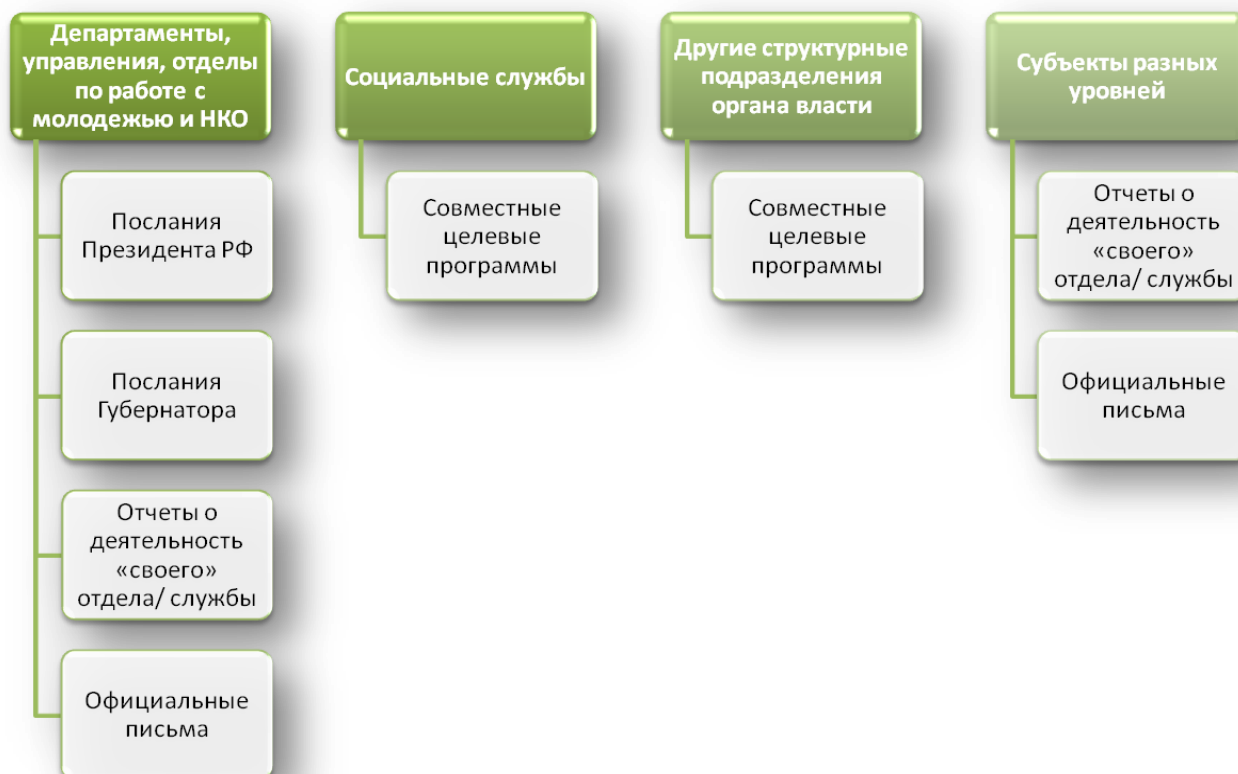 Департаменты,
управления, отделы
по работе с
молодежью и НКО
Послания
Президента РФ
Послания
Губернатора
Отчеты о
деятельность
«своего»
отдела/ службы
Официальные
письма
Социальные службы
Совместные
целевые
программы
Другие структурные
подразделения
органа власти
Совместные
целевые
программы
Субъекты разных
уровней
Отчеты о
деятельность
«своего»
отдела/ службы
Официальные
письма